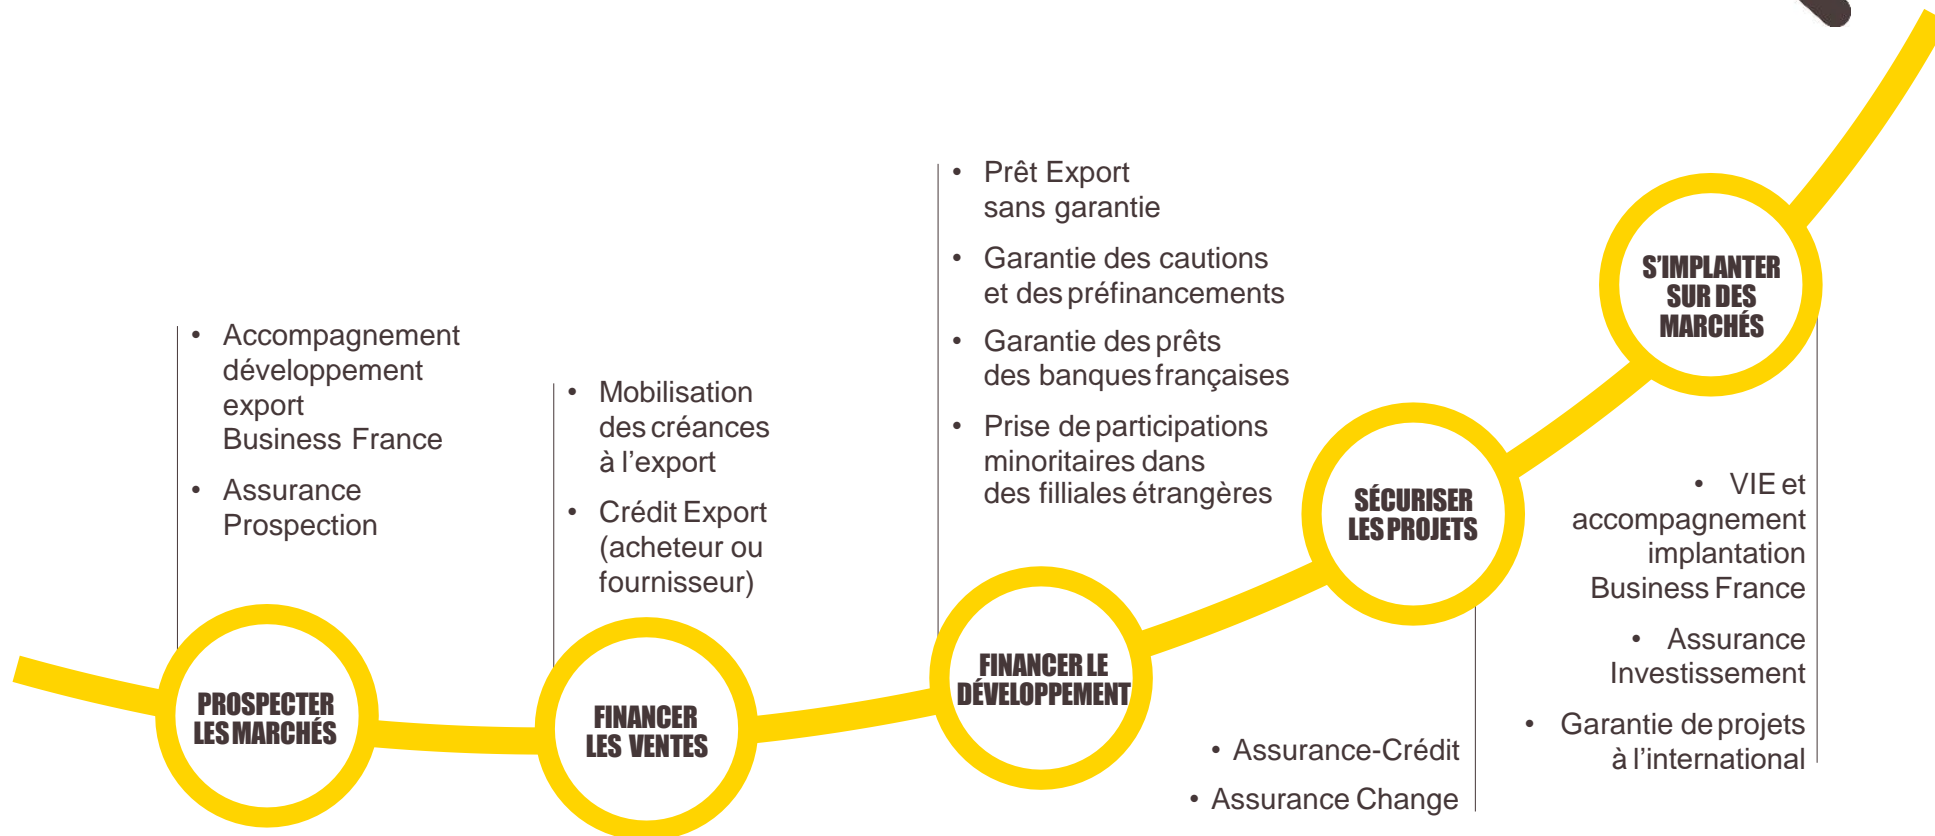 • Accompagnement
développement
export
Business France
• Assurance
Prospection
PROSPECTER
LES MARCHÉS
• Mobilisation
des créances
à l’export
• Crédit Export
(acheteur ou
fournisseur)
FINANCER
LES VENTES
• Prêt Export
sans garantie
• Garantie des cautions
et des préfinancements
• Garantie des prêts
des banques françaises
• Prise de participations
minoritaires dans
des filliales étrangères
FINANCER LE
DÉVELOPPEMENT
SÉCURISER
LES PROJETS
• Assurance-Crédit
• Assurance Change
S’IMPLANTER
SUR DES
MARCHÉS
• VIE et
accompagnement
implantation
Business France
• Assurance
Investissement
• Garantie de projets
à l’international